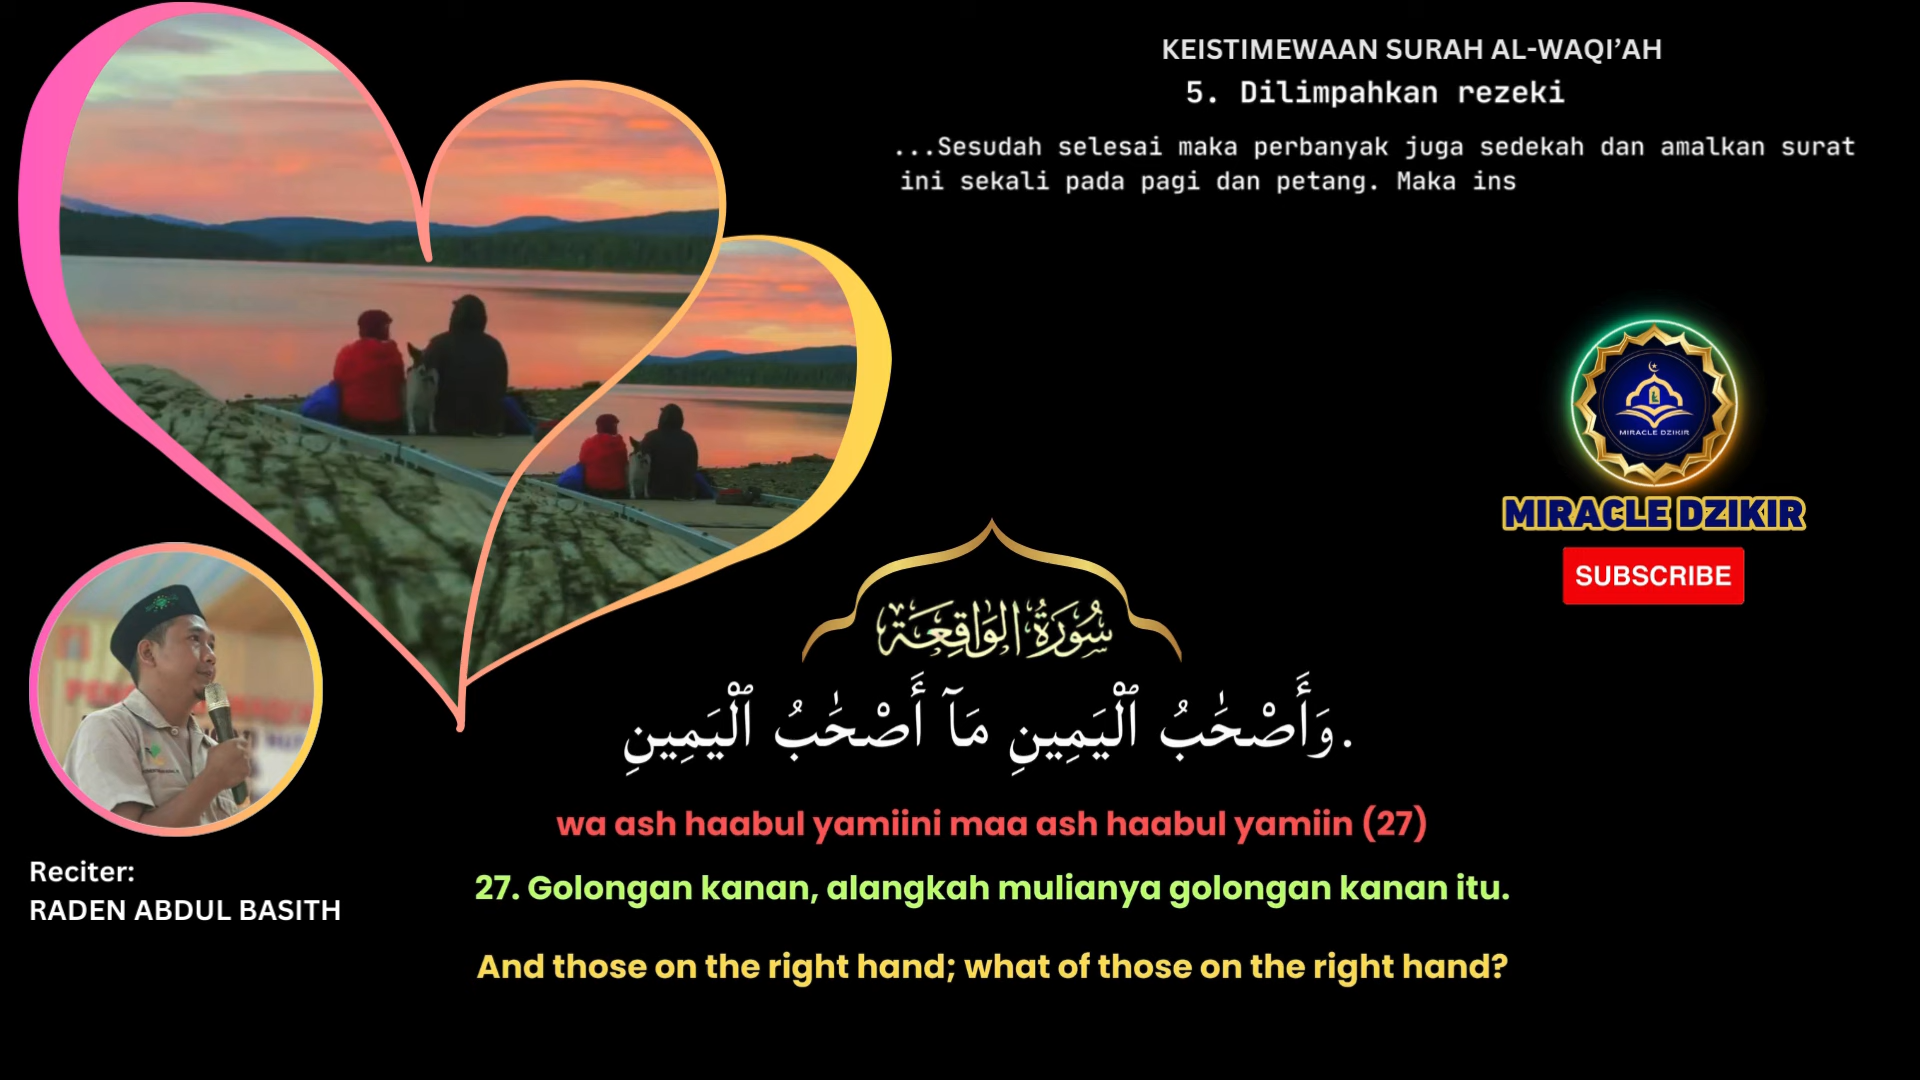 KEISTIMEWAAN SURAH AL-WAQI’AH
5. Dilimpahkan rezeki
...Sesudah selesai maka perbanyak juga sedekah dan amalkan surat
ini sekali pada pagi dan petang. Maka ins
MIRACLE DZIKIR
MIRACLE DZIKIR
SUBSCRIBE
سُوْرَةُ الْوَاقِعَةِ
وَأَصْحَٰبُ ٱلْيَمِينِ مَآ أَصْحَٰبُ ٱلْيَمِينِ.
wa ash haabul yamiini maa ash haabul yamiin (27)
27. Golongan kanan, alangkah mulianya golongan kanan itu.
And those on the right hand; what of those on the right hand?
Reciter:
RADEN ABDUL BASITH